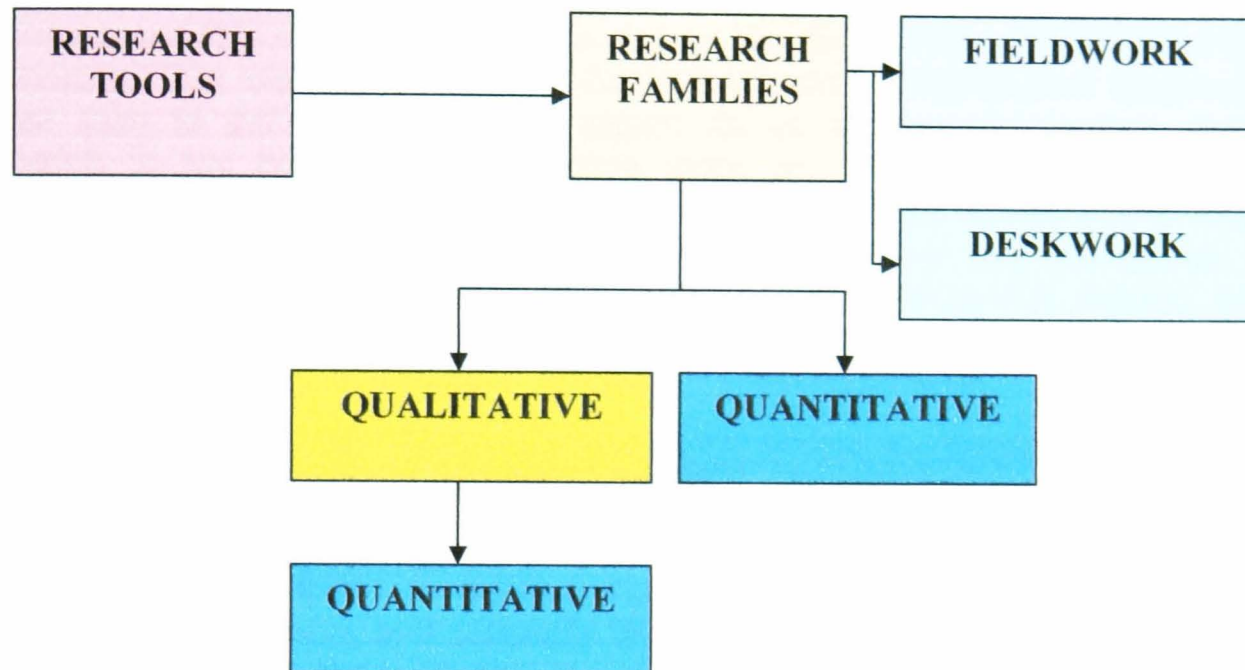 RESEARCH
TOOLS
RESEARCH
FAMILIES
FIELDWORK
DESKWORK
QUALITATIVE
QUANTITATIVE
QUANTITATIVE